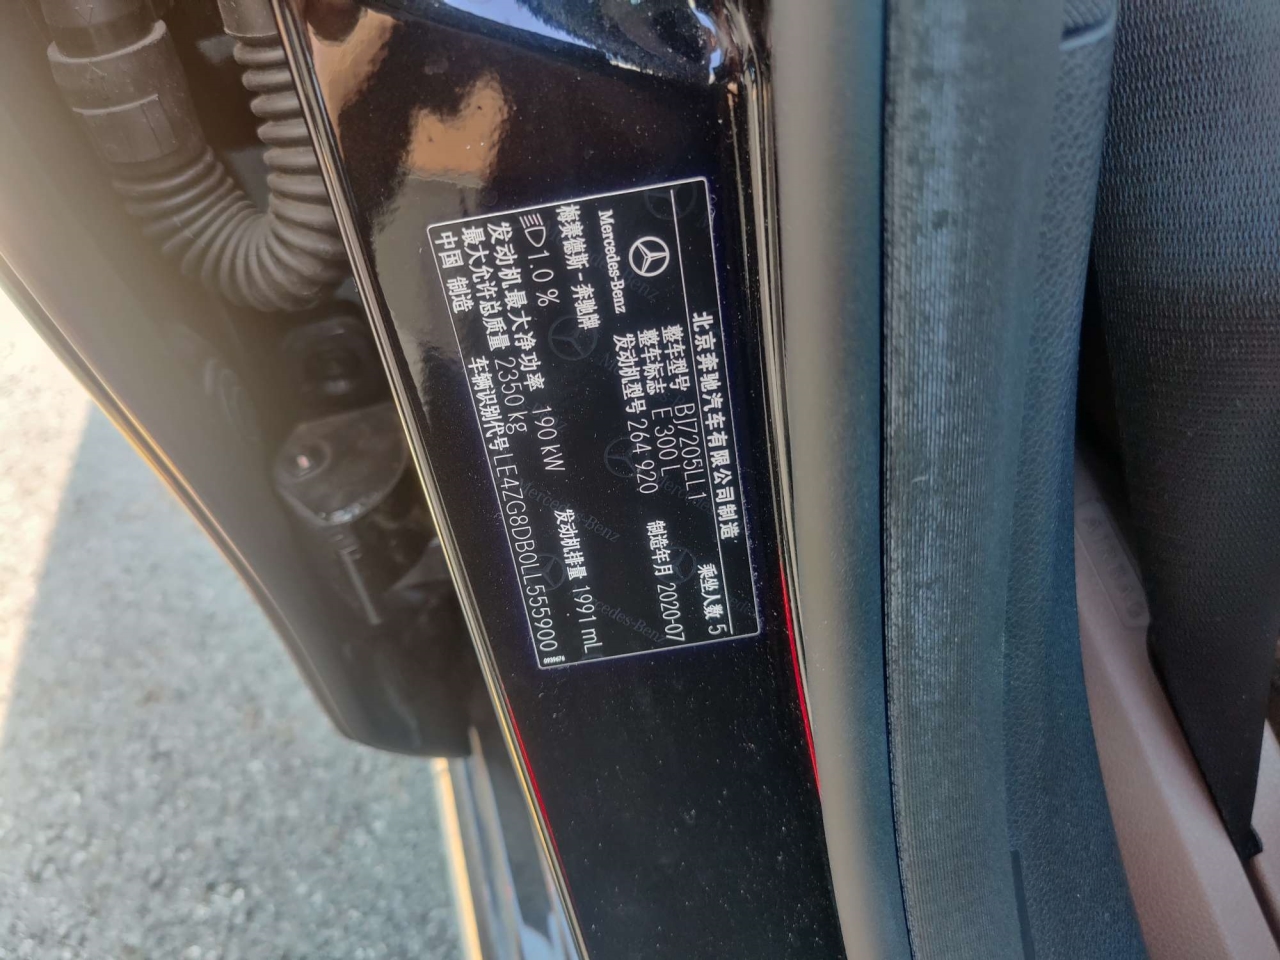 北京奔驰汽车有限公司制造
整车型号 BJ7205LL1 乘坐人数 5
整车标志 E 300 L
Mercedes-Benz 发动机型号 264 920 制造年月 2020-07
梅赛德斯-奔驰牌
1.0 % 发动机排量 1991 mL
发动机最大净功率 190 kW
最大允许总质量 2350 kg
中国 制造 车辆识别代号 LE4ZG8DB0LL555900